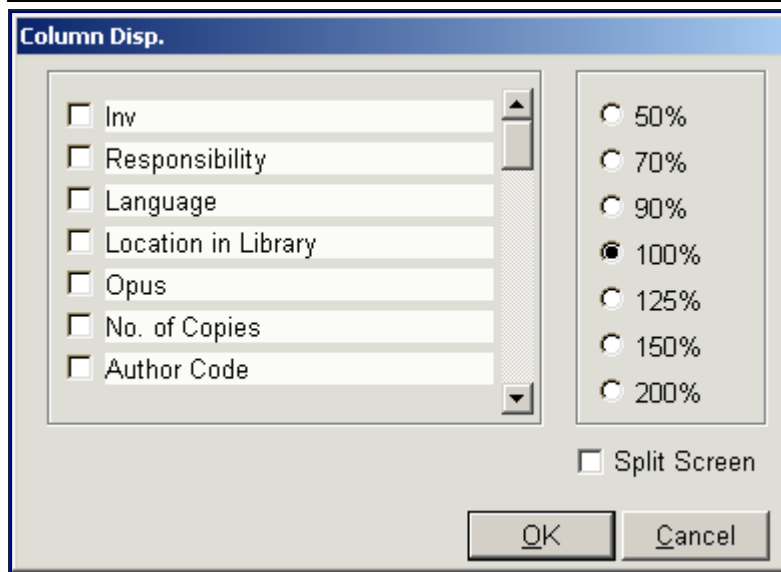 Column Disp.
Inv
Responsibility
Language
Location in Library
Opus
No. of Copies
Author Code
50%
70%
90%
100%
125%
150%
200%
Split Screen
OK
Cancel